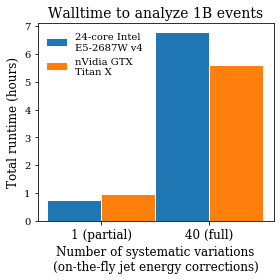 Walltime to analyze 1B events
24-core Intel
E5-2687W v4
nVidia GTX
Titan X
Total runtime (hours)
7
6
5
4
3
2
1
0
1 (partial)
40 (full)
Number of systematic variations
(on-the-fly jet energy corrections)